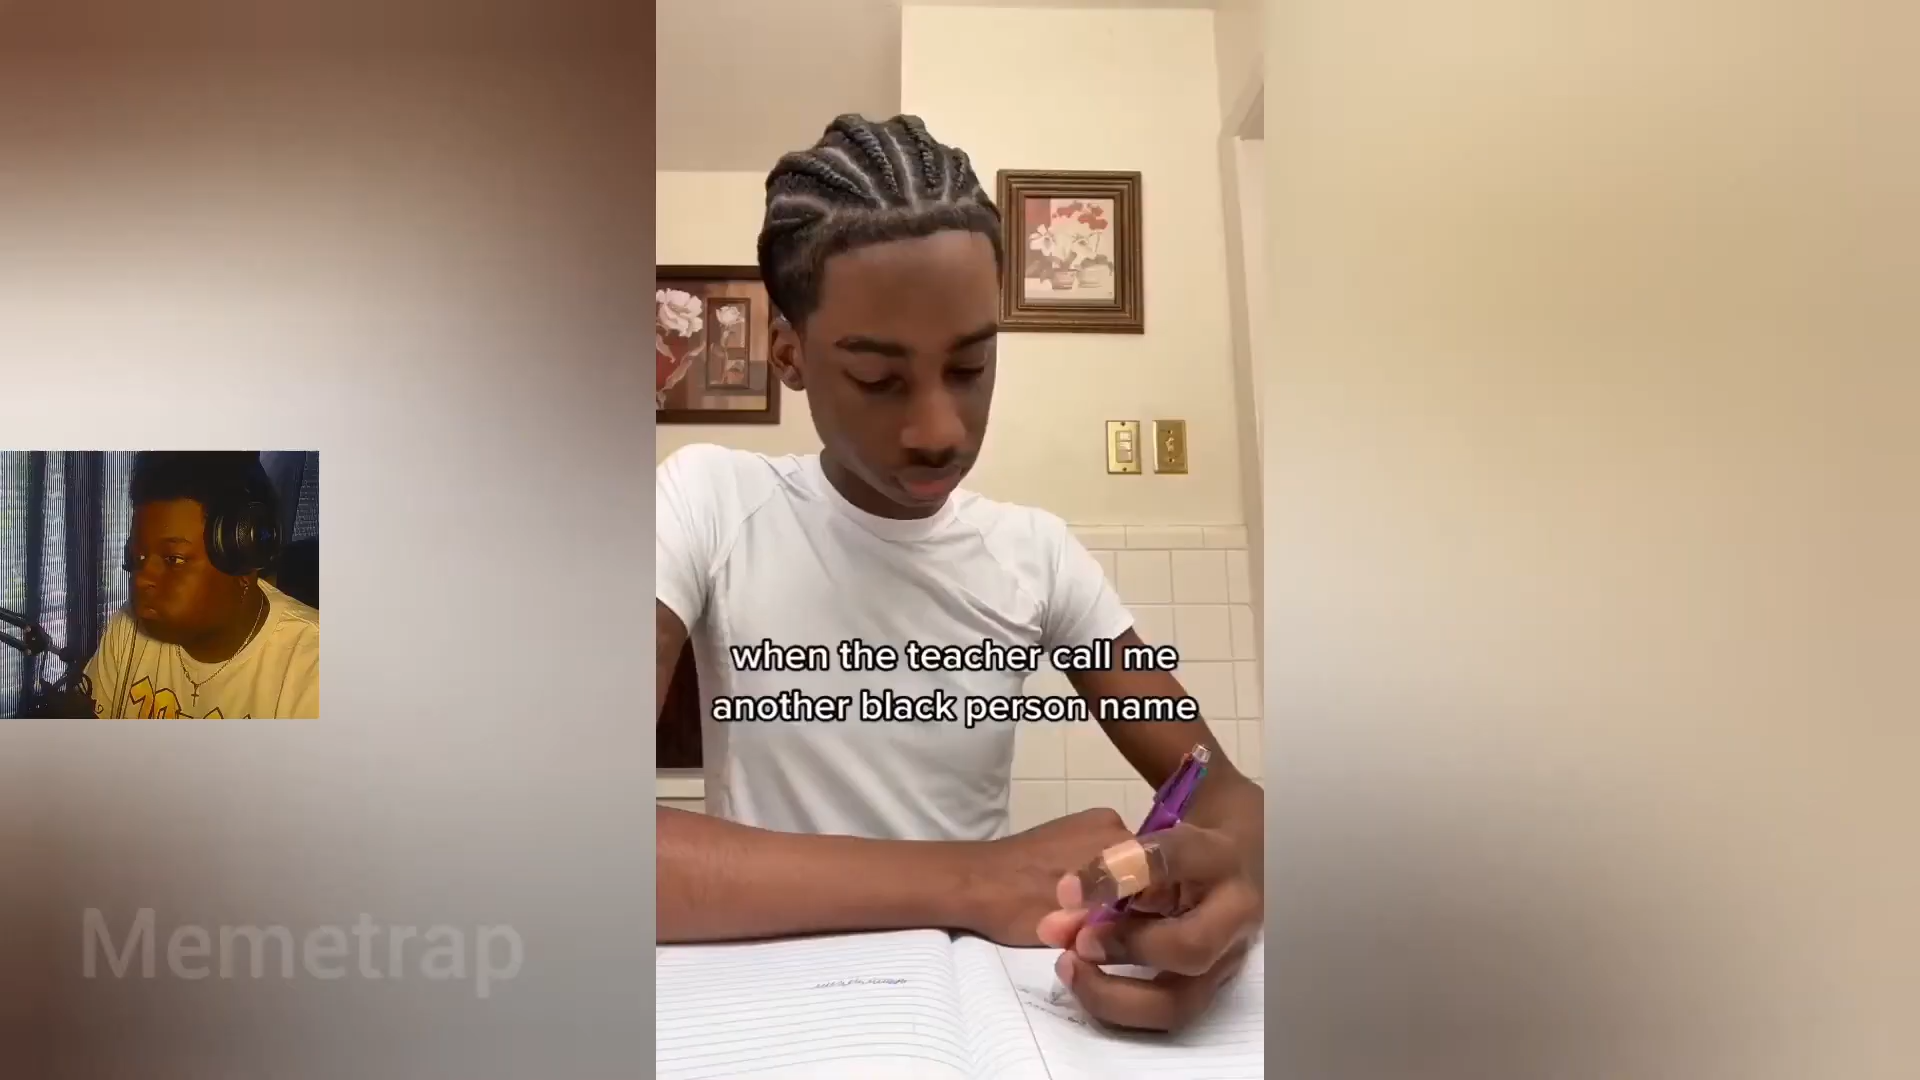 when the teacher call me
another black person name
Memetrap